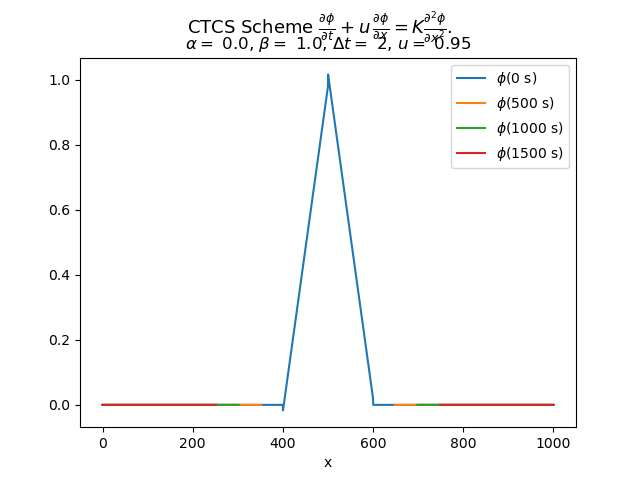 CTCS Scheme ∂ϕ/∂t + u ∂ϕ/∂x = K ∂²ϕ/∂x².
α = 0.0, β = 1.0, Δt = 2, u = 0.95
ϕ(0 s)
ϕ(500 s)
ϕ(1000 s)
ϕ(1500 s)
1.0
0.8
0.6
0.4
0.2
0.0
0 200 400 600 800 1000
x